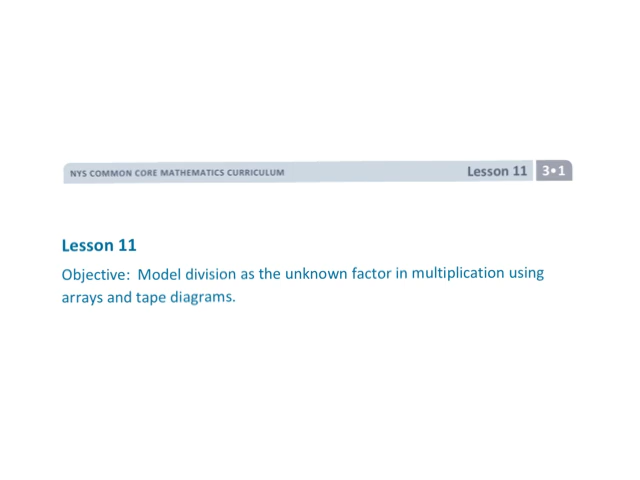 NYS COMMON CORE MATHEMATICS CURRICULUM Lesson 11 3•1
Lesson 11
Objective: Model division as the unknown factor in multiplication using
arrays and tape diagrams.